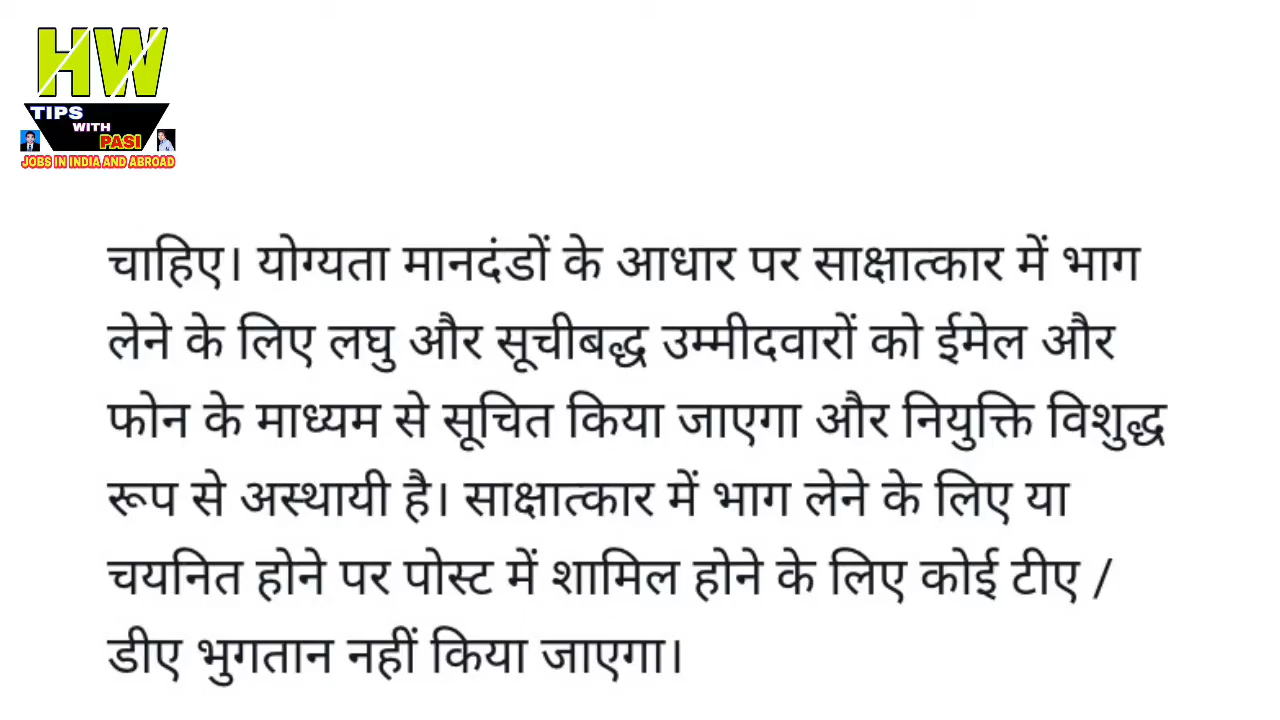 HW
TIPS
WITH
PASI
JOBS IN INDIA AND ABROAD
चाहिए। योग्यता मानदंडों के आधार पर साक्षात्कार में भाग
लेने के लिए लघु और सूचीबद्ध उम्मीदवारों को ईमेल और
फोन के माध्यम से सूचित किया जाएगा और नियुक्ति विशुद्ध
रूप से अस्थायी है। साक्षात्कार में भाग लेने के लिए या
चयनित होने पर पोस्ट में शामिल होने के लिए कोई टीए /
डीए भुगतान नहीं किया जाएगा।